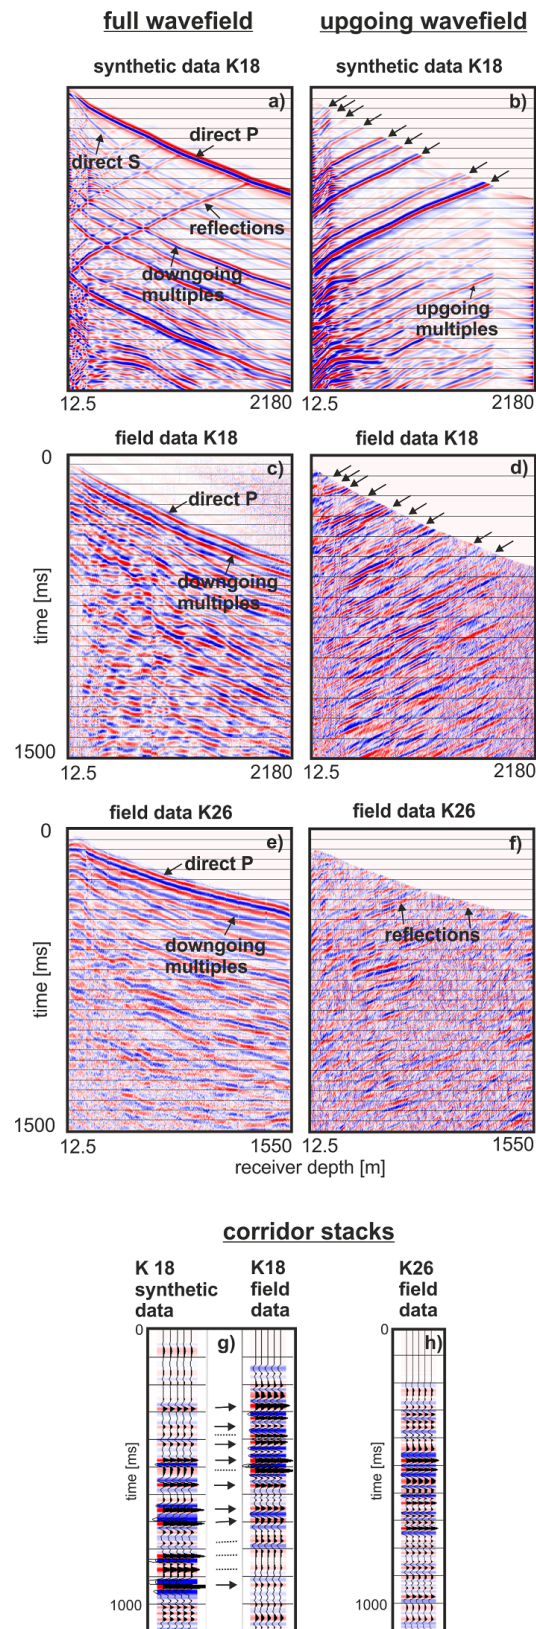 full wavefield
upgoing wavefield
synthetic data K18
synthetic data K18
a)
direct P
direct S
reflections
downgoing
multiples
12.5
2180
b)
upgoing
multiples
12.5
2180
field data K18
field data K18
0
c)
direct P
downgoing
multiples
time [ms]
1500
12.5
2180
d)
12.5
2180
field data K26
field data K26
0
e)
direct P
downgoing
multiples
time [ms]
1500
12.5
1550
f)
reflections
12.5
1550
receiver depth [m]
corridor stacks
K 18
synthetic
data
K18
field
data
K26
field
data
0
g)
time [ms]
1000
0
h)
time [ms]
1000